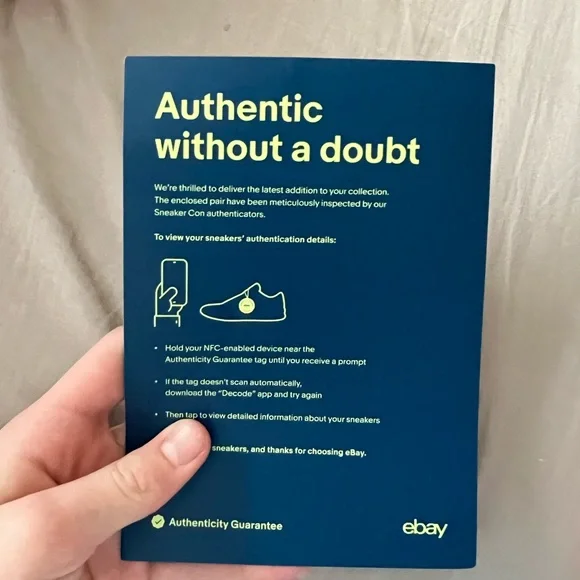 Authentic
without a doubt
We're thrilled to deliver the latest addition to your collection.
The enclosed pair have been meticulously inspected by our
Sneaker Con authenticators.
To view your sneakers' authentication details:
• Hold your NFC-enabled device near the
Authenticity Guarantee tag until you receive a prompt
• If the tag doesn't scan automatically,
download the "Decode" app and try again
• Then tap to view detailed information about your sneakers
sneakers, and thanks for choosing eBay.
Authenticity Guarantee
ebay